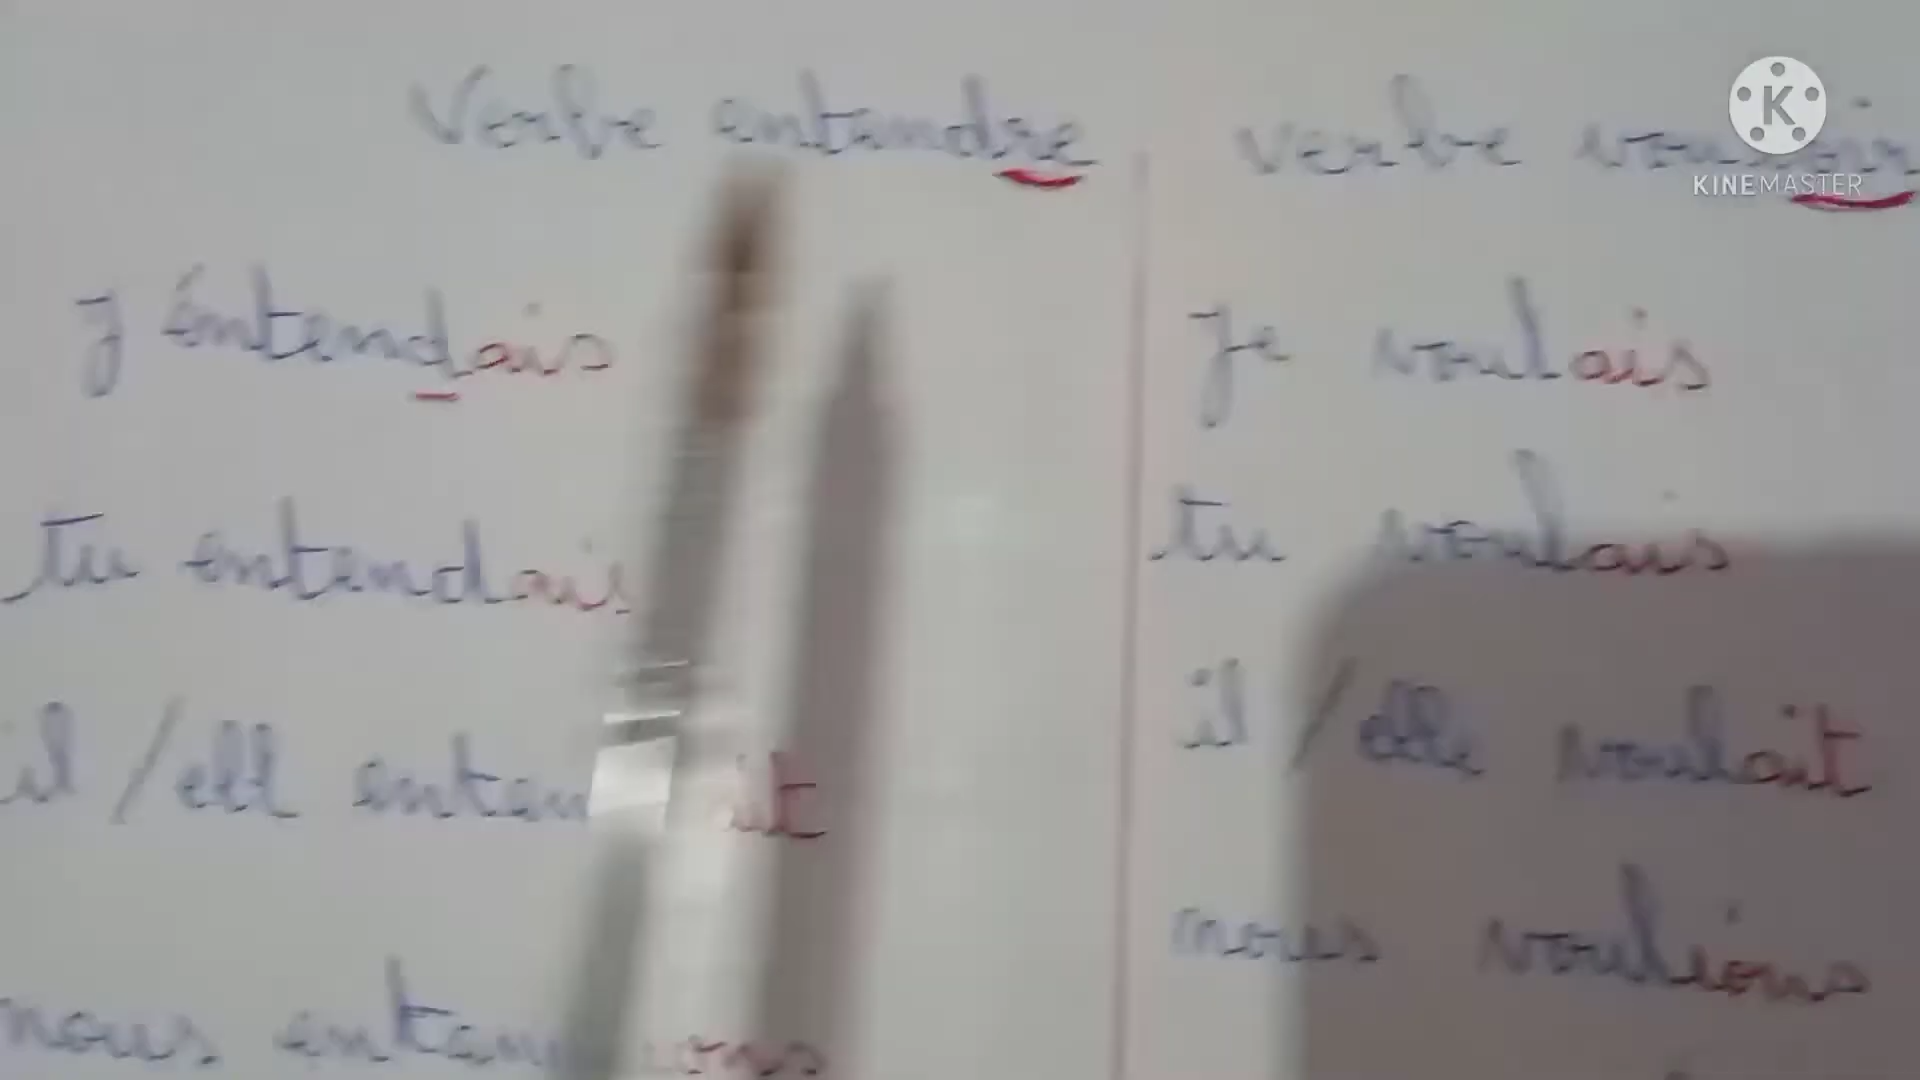 Verbe entendre
j'entendais
tu entendais
il / elle
nous
verbe vouloir
je voulais
tu voulais
il / elle voulait
nous voulions
KINEMASTER